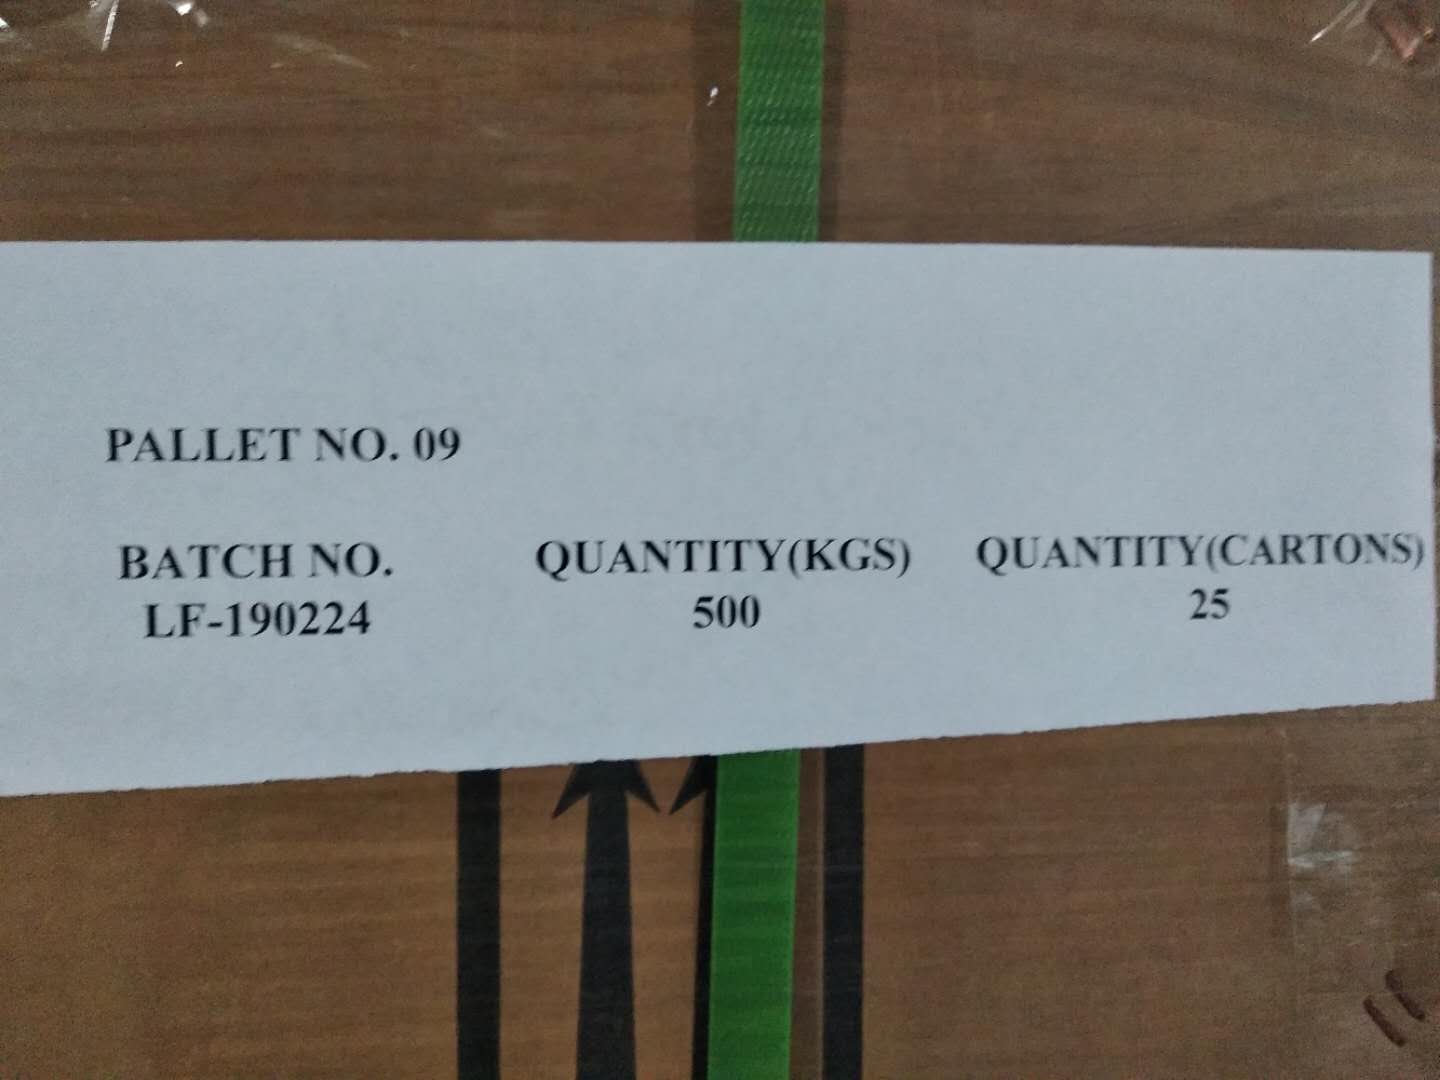 PALLET NO. 09
BATCH NO. QUANTITY(KGS) QUANTITY(CARTONS)
LF-190224 500 25